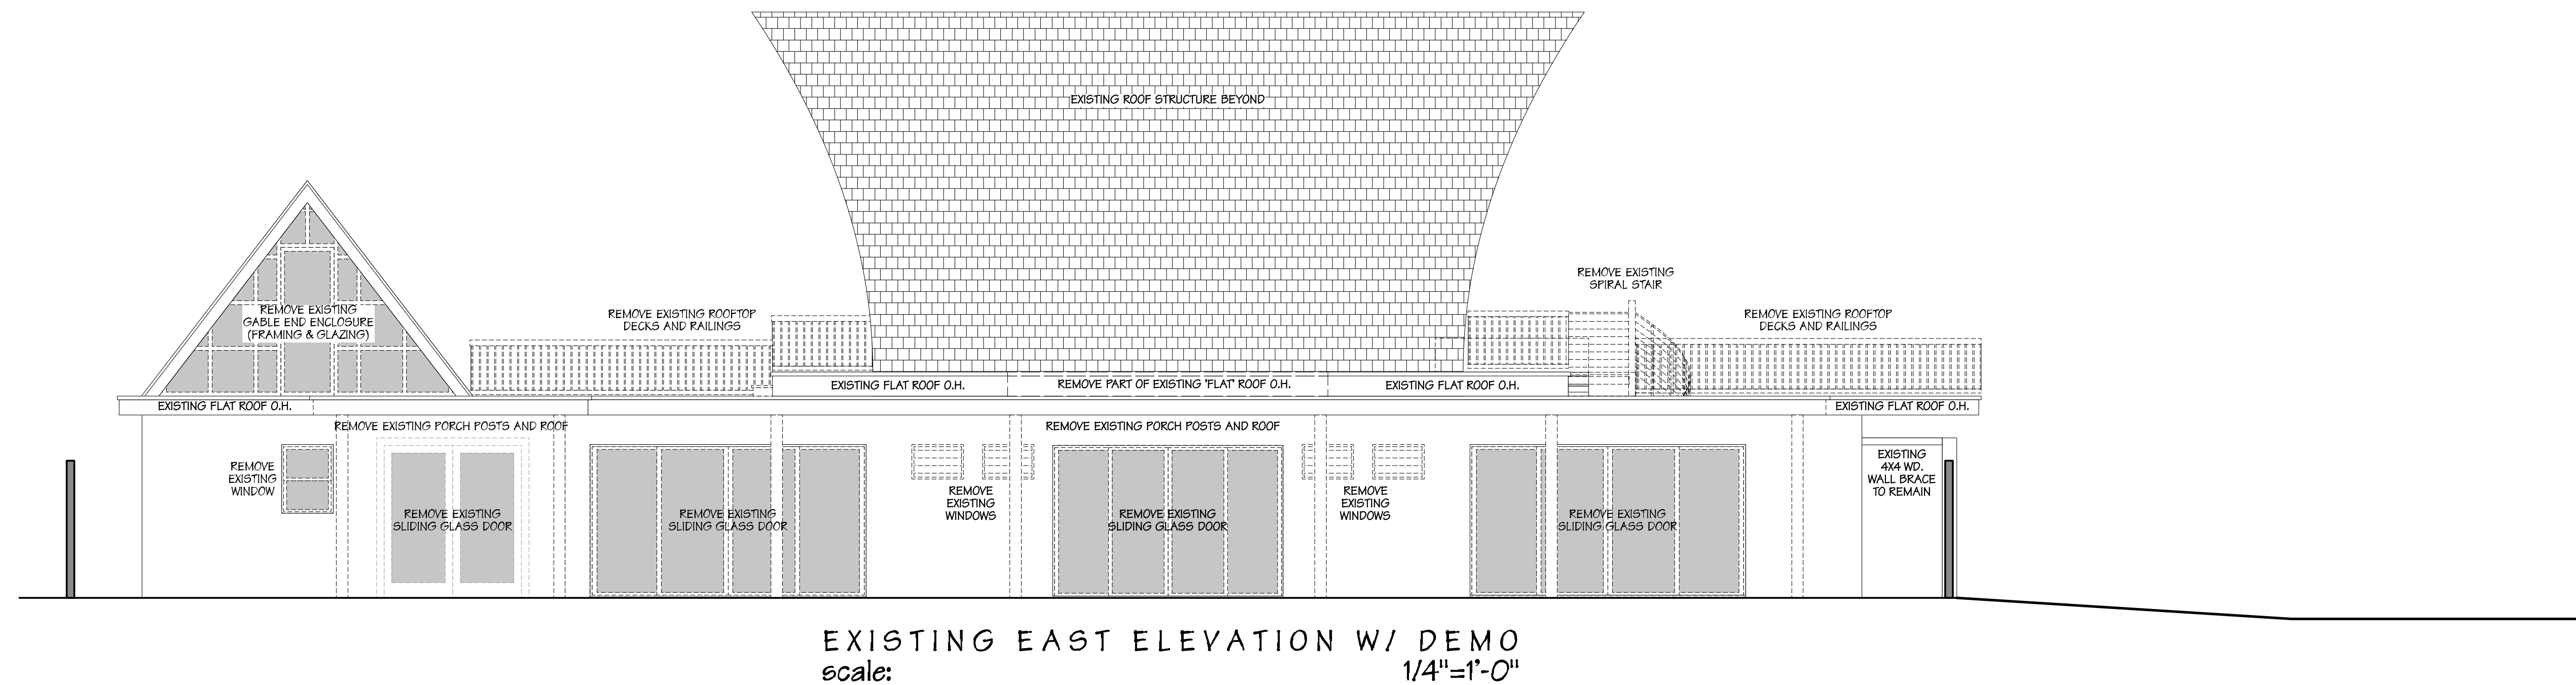 EXISTING ROOF STRUCTURE BEYOND
REMOVE EXISTING
SPIRAL STAIR
REMOVE EXISTING
GABLE END ENCLOSURE
(FRAMING & GLAZING)
REMOVE EXISTING ROOFTOP
DECKS AND RAILINGS
REMOVE EXISTING ROOFTOP
DECKS AND RAILINGS
EXISTING FLAT ROOF O.H.
REMOVE PART OF EXISTING 'FLAT' ROOF O.H.
EXISTING FLAT ROOF O.H.
EXISTING FLAT ROOF O.H.
EXISTING FLAT ROOF O.H.
REMOVE EXISTING PORCH POSTS AND ROOF
REMOVE EXISTING PORCH POSTS AND ROOF
REMOVE
EXISTING
WINDOW
REMOVE EXISTING
SLIDING GLASS DOOR
REMOVE EXISTING
SLIDING GLASS DOOR
REMOVE
EXISTING
WINDOWS
REMOVE EXISTING
SLIDING GLASS DOOR
REMOVE
EXISTING
WINDOWS
REMOVE EXISTING
SLIDING GLASS DOOR
EXISTING
4X4 WD.
WALL BRACE
TO REMAIN
EXISTING EAST ELEVATION W/ DEMO
scale: 1/4"=1'-0"